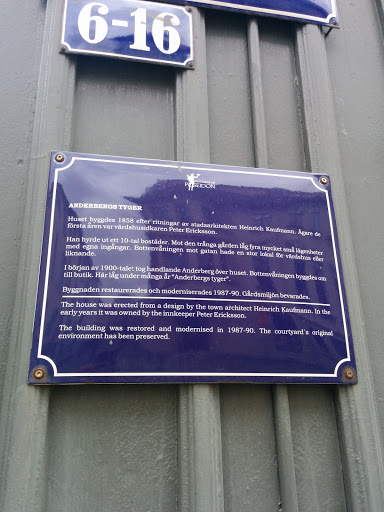 6-16
POSEIDON
ANDERBERGS TYGER
Huset byggdes 1858 efter ritningar av stadsarkitekten Heinrich Kaufmann. Ägare de
första åren var värdshusidkaren Peter Ericksson.
Han hyrde ut ett 10-tal bostäder. Mot den trånga gården låg fyra mycket små lägenheter
med egna ingångar. Bottenvåningen mot gatan hade en stor lokal för värdshus eller
liknande.
I början av 1900-talet tog handlande Anderberg över huset. Bottenvåningen byggdes om
till butik. Här låg under många år "Anderbergs tyger".
Byggnaden restaurerades och moderniserades 1987-90. Gårdsmiljön bevarades.
The house was erected from a design by the town architect Heinrich Kaufmann. In the
early years it was owned by the innkeeper Peter Ericksson.
The building was restored and modernised in 1987-90. The courtyard's original
environment has been preserved.